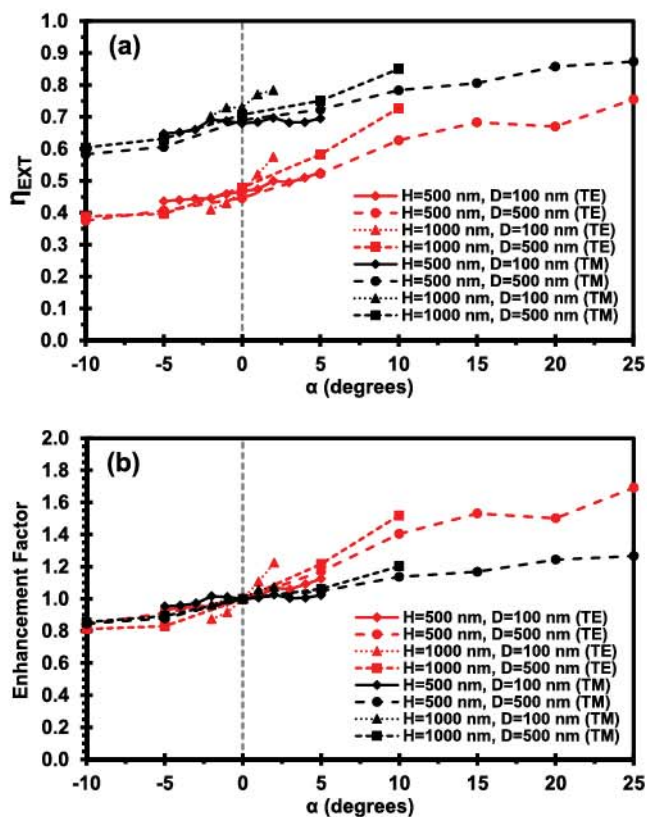 (a)
1.0
0.9
0.8
0.7
0.6
0.5
0.4
0.3
0.2
0.1
0.0
ηEXT
H=500 nm, D=100 nm (TE)
H=500 nm, D=500 nm (TE)
H=1000 nm, D=100 nm (TE)
H=1000 nm, D=500 nm (TE)
H=500 nm, D=100 nm (TM)
H=500 nm, D=500 nm (TM)
H=1000 nm, D=100 nm (TM)
H=1000 nm, D=500 nm (TM)
-10 -5 0 5 10 15 20 25
α (degrees)
(b)
2.0
1.8
1.6
1.4
1.2
1.0
0.8
0.6
0.4
0.2
0.0
Enhancement Factor
H=500 nm, D=100 nm (TE)
H=500 nm, D=500 nm (TE)
H=1000 nm, D=100 nm (TE)
H=1000 nm, D=500 nm (TE)
H=500 nm, D=100 nm (TM)
H=500 nm, D=500 nm (TM)
H=1000 nm, D=100 nm (TM)
H=1000 nm, D=500 nm (TM)
-10 -5 0 5 10 15 20 25
α (degrees)